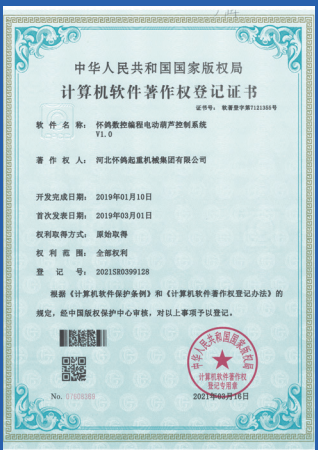 中华人民共和国国家版权局
计算机软件著作权登记证书
证书号： 软著登字第7121355号
软件名称： 怀鸽数控编程电动葫芦控制系统
V1.0
著作权人： 河北怀鸽起重机械集团有限公司
开发完成日期： 2019年01月10日
首次发表日期： 2019年03月01日
权利取得方式： 原始取得
权利范围： 全部权利
登记号： 2021SR0399128
根据《计算机软件保护条例》和《计算机软件著作权登记办法》的
规定，经中国版权保护中心审核，对以上事项予以登记。
中华人民共和国国家版权局
计算机软件著作权
登记专用章
No.
2021年03月16日